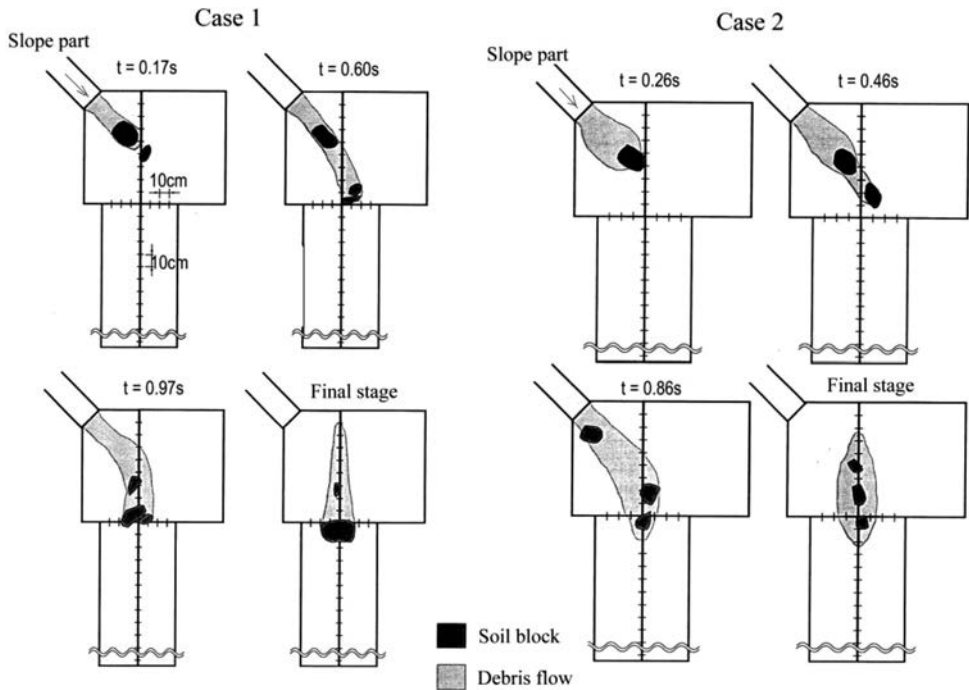 Case 1
Case 2
Slope part
t = 0.17s
t = 0.60s
10cm
10cm
Slope part
t = 0.26s
t = 0.46s
t = 0.97s
Final stage
t = 0.86s
Final stage
Soil block
Debris flow